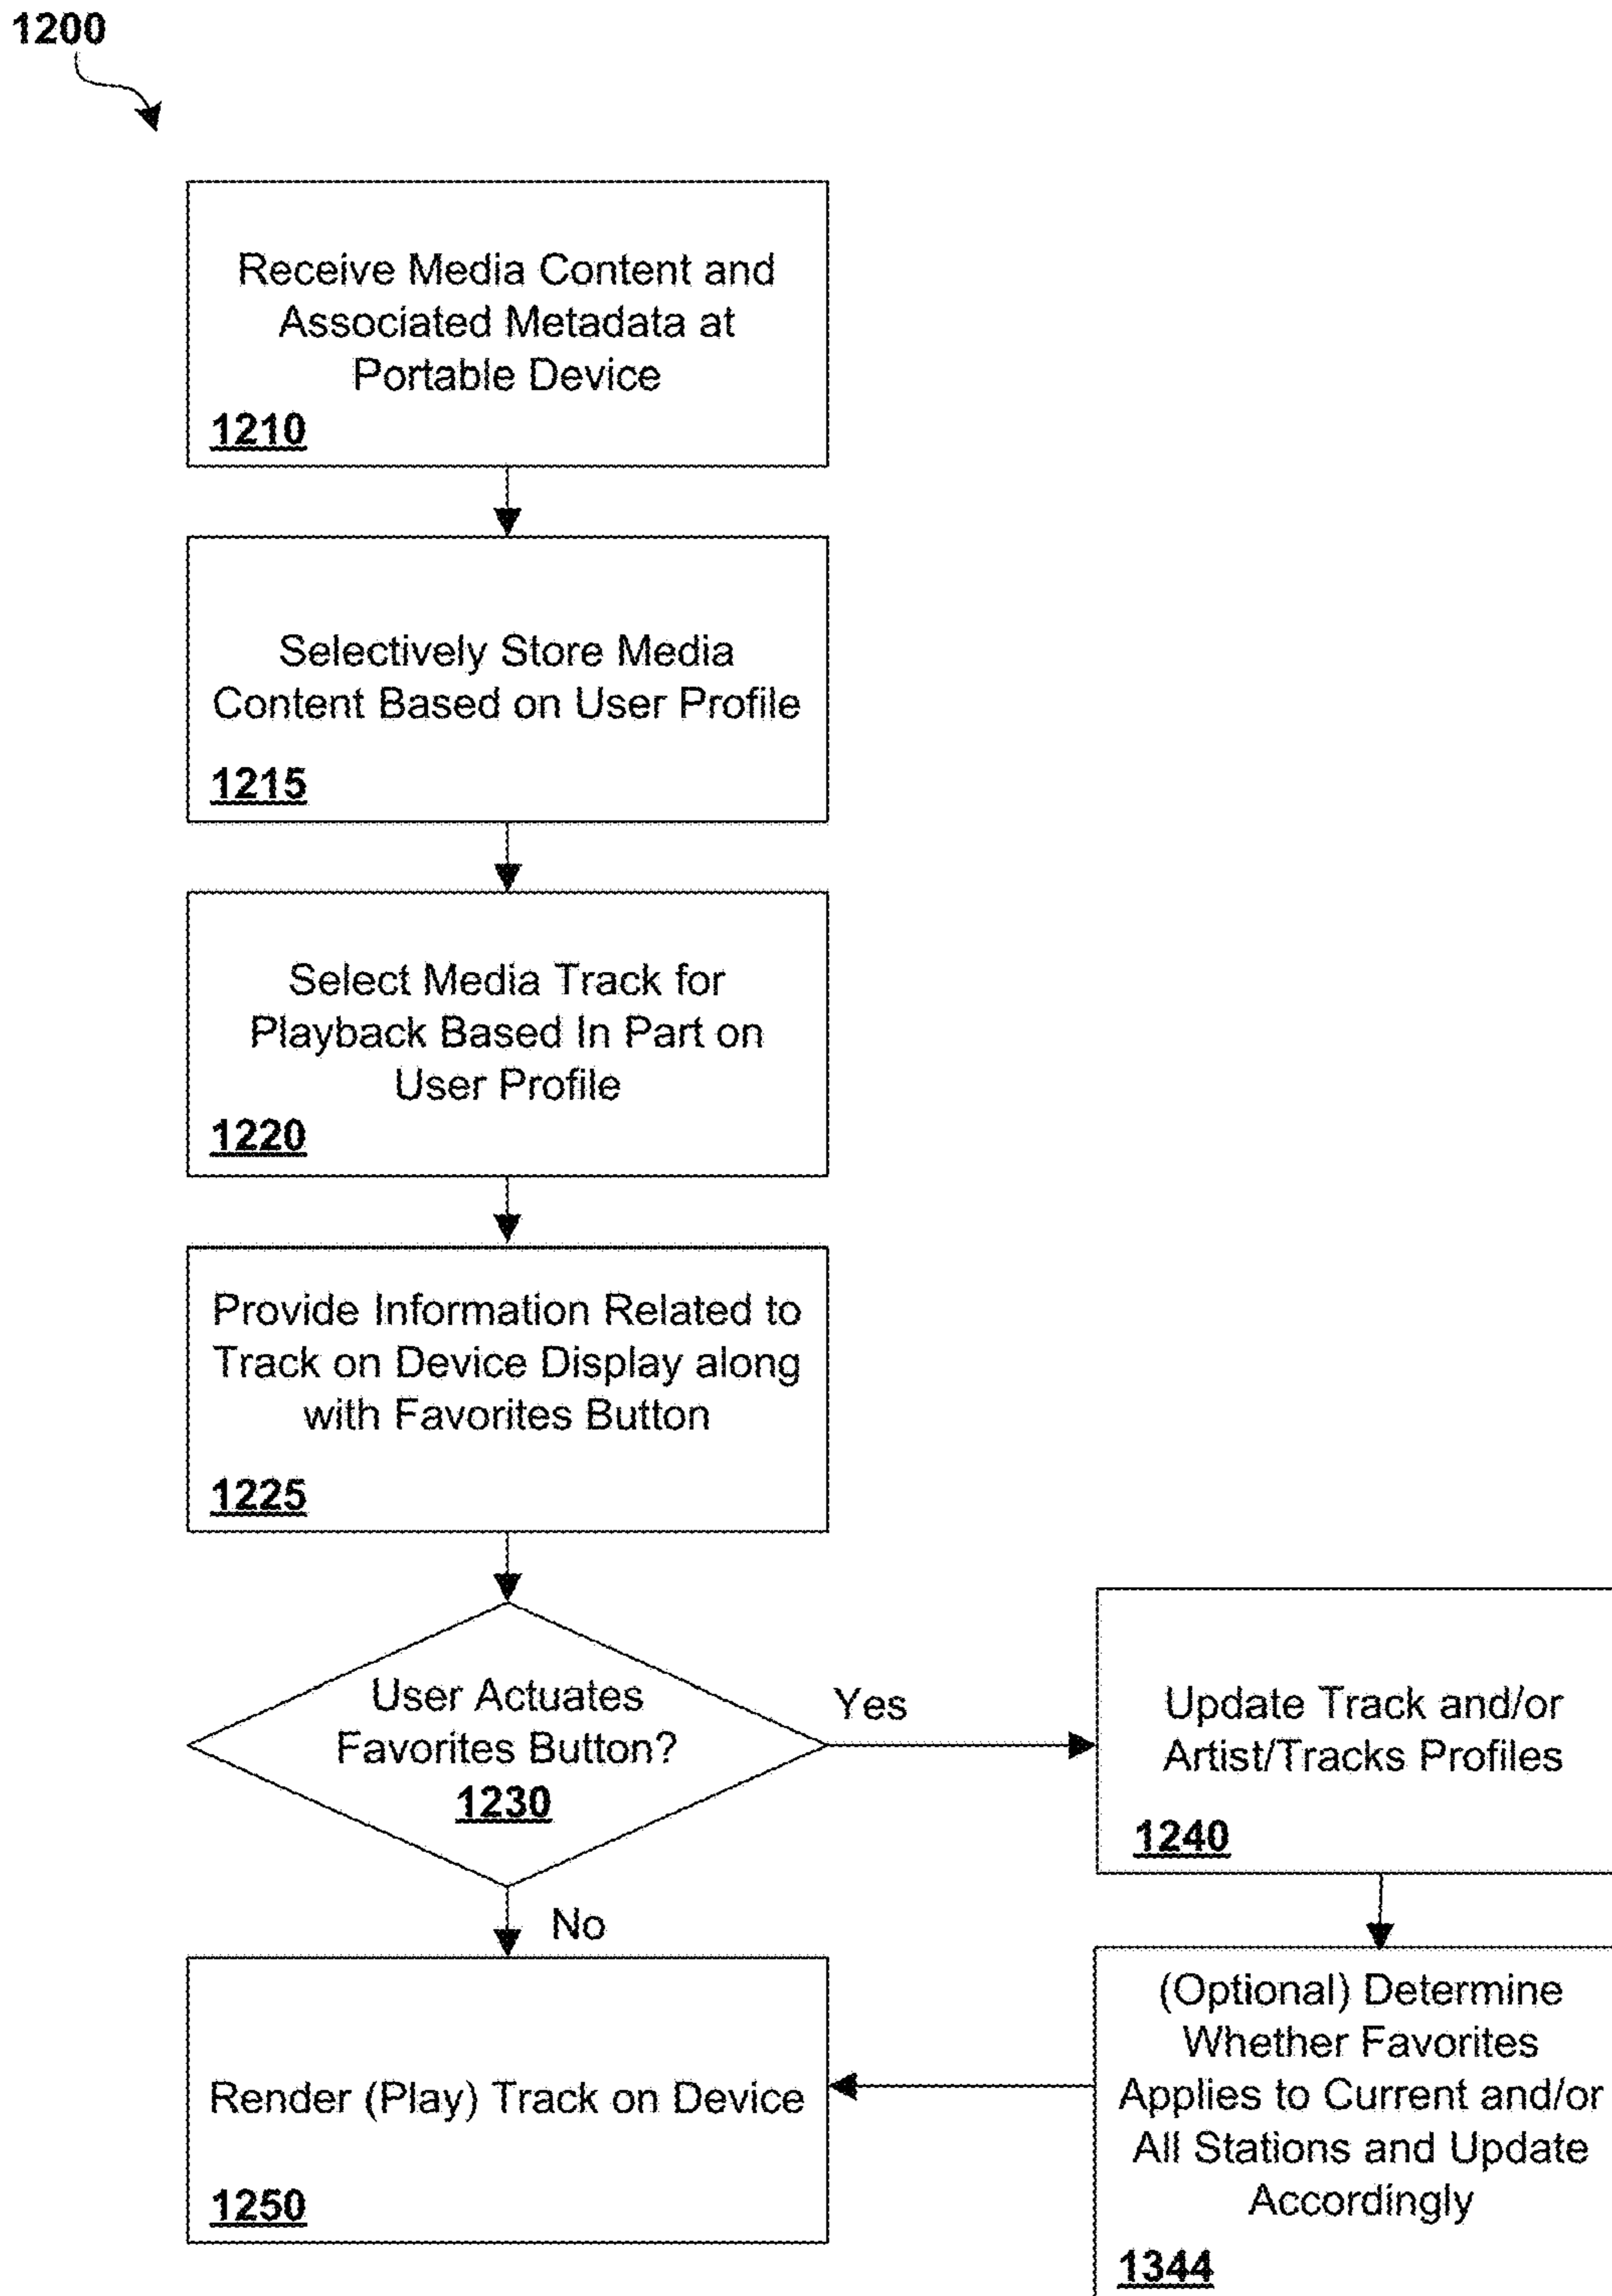 1200
Receive Media Content and
Associated Metadata at
Portable Device
1210
Selectively Store Media
Content Based on User Profile
1215
Select Media Track for
Playback Based In Part on
User Profile
1220
Provide Information Related to
Track on Device Display along
with Favorites Button
1225
User Actuates
Favorites Button?
1230
Yes
No
Update Track and/or
Artist/Tracks Profiles
1240
(Optional) Determine
Whether Favorites
Applies to Current and/or
All Stations and Update
Accordingly
1344
Render (Play) Track on Device
1250